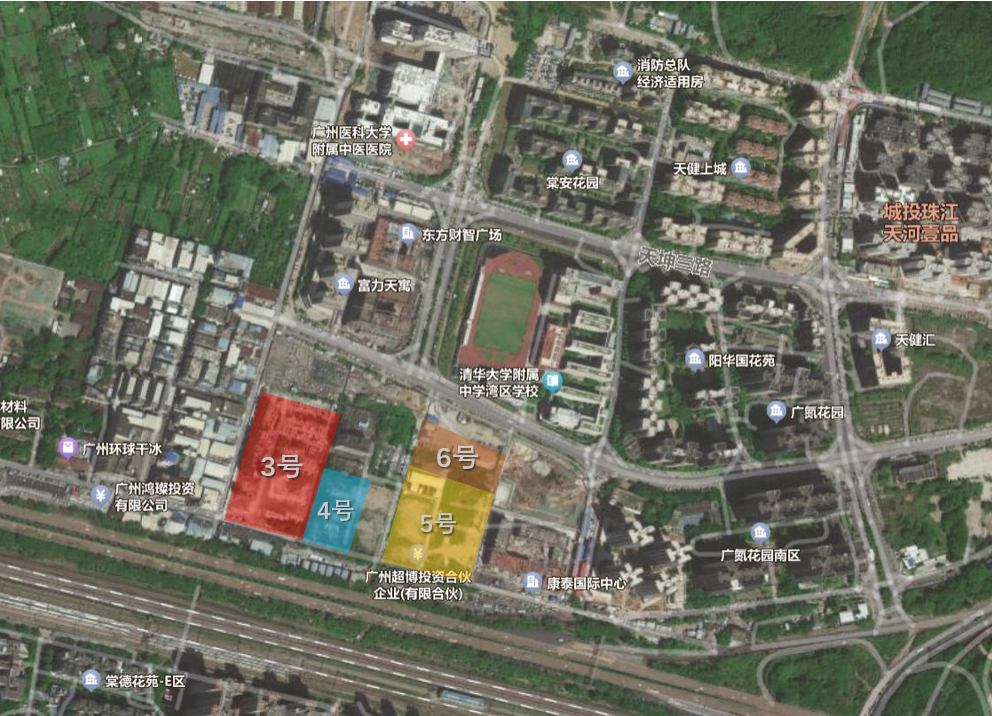 消防总队
经济适用房
广州医科大学
附属中医医院
棠安花园
天健上城
城投珠江
天河壹品
东方财智广场
天坤三路
富力天寓
天健汇
阳华国花苑
清华大学附属
中学湾区学校
广氮花园
材料
限公司
广州环球干冰
3号
6号
广州鸿璨投资
有限公司
4号
5号
广氮花园南区
广州超博投资合伙
企业(有限合伙)
康泰国际中心
棠德花苑-E区